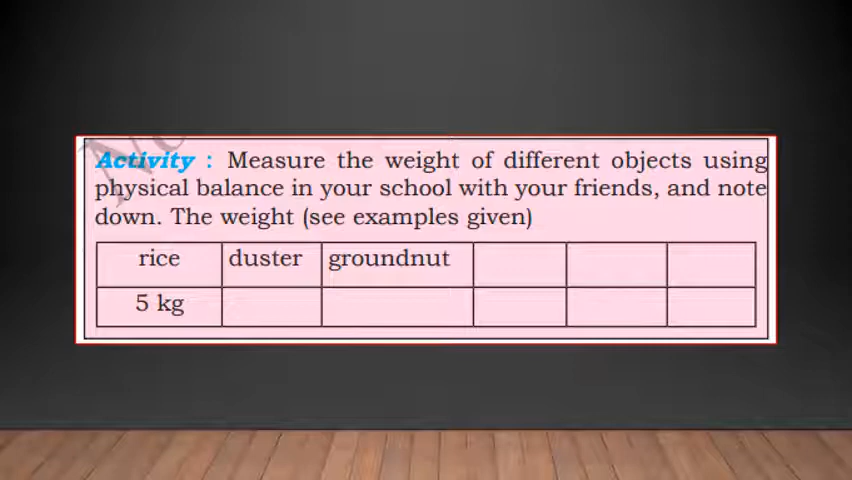 Activity : Measure the weight of different objects using
physical balance in your school with your friends, and note
down. The weight (see examples given)
rice duster groundnut
5 kg